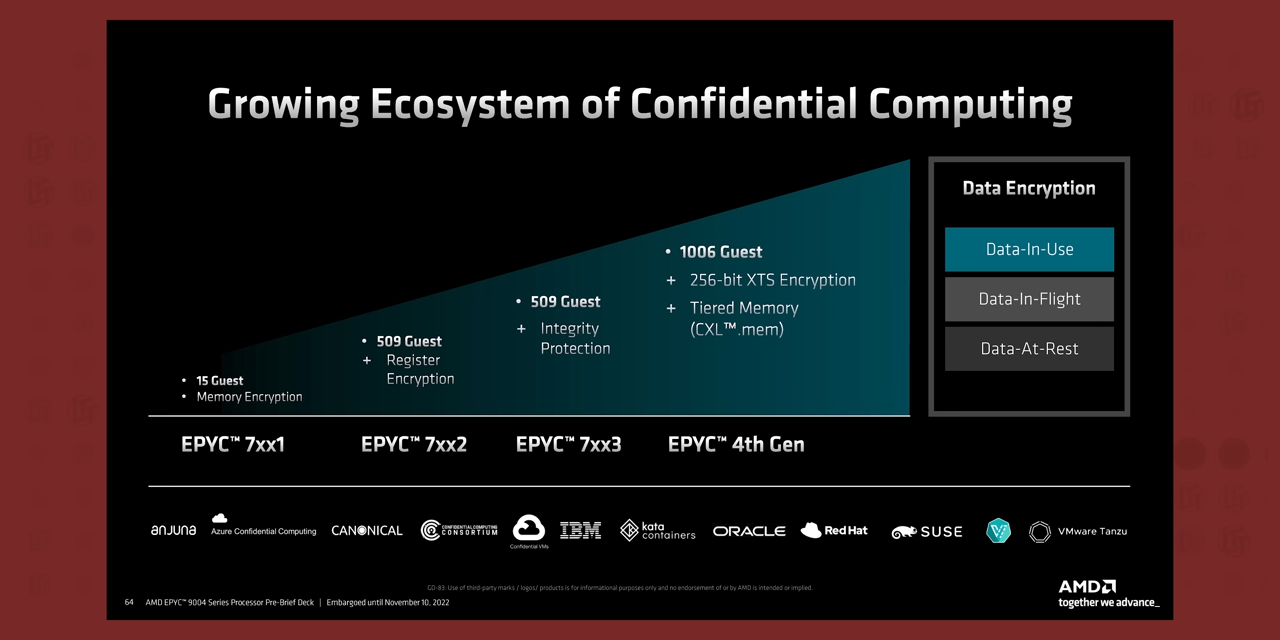 Growing Ecosystem of Confidential Computing
Data Encryption
Data-In-Use
Data-In-Flight
Data-At-Rest
• 15 Guest
• Memory Encryption
• 509 Guest
+ Register
Encryption
• 509 Guest
+ Integrity
Protection
• 1006 Guest
+ 256-bit XTS Encryption
+ Tiered Memory
(CXL™.mem)
EPYC™ 7xx1
EPYC™ 7xx2
EPYC™ 7xx3
EPYC™ 4th Gen
anjuna
Azure Confidential Computing
CANONICAL
CONFIDENTIAL COMPUTING
CONSORTIUM
Confidential VMs
IBM
kata
containers
ORACLE
Red Hat
SUSE
V
VMware Tanzu
GD-83: Use of third-party marks / logos/ products is for informational purposes only and no endorsement of or by AMD is intended or implied.
64 AMD EPYC™ 9004 Series Processor Pre-Brief Deck | Embargoed until November 10, 2022
AMD
together we advance_